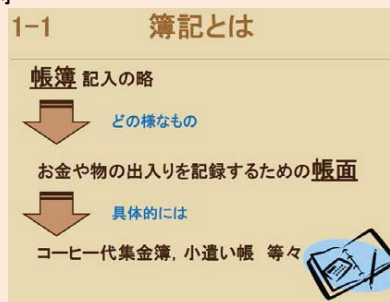 1-1 簿記とは
帳簿 記入の略
どの様なもの
お金や物の出入りを記録するための帳面
具体的には
コーヒー代集金簿, 小遣い帳 等々